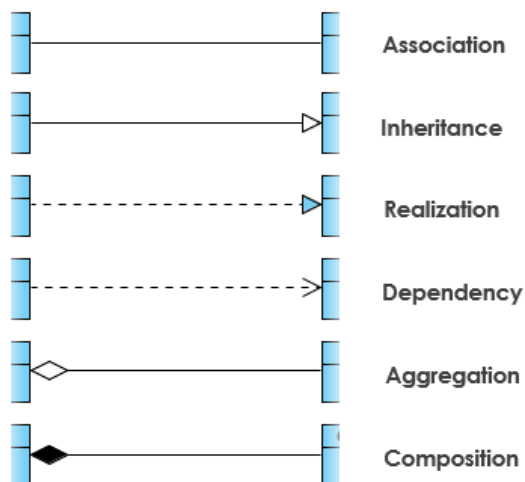 Association
Inheritance
Realization
Dependency
Aggregation
Composition